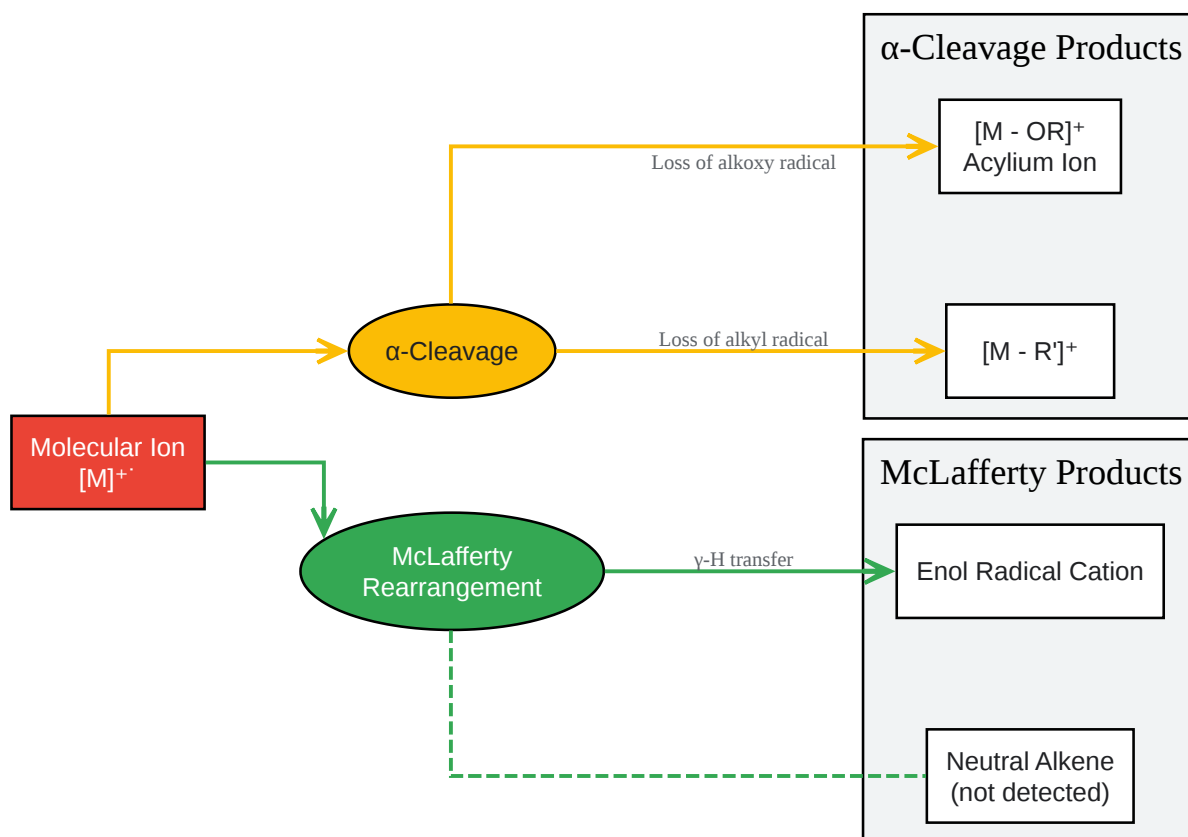 α-Cleavage Products
[M - OR]⁺
Acylium Ion
Loss of alkoxy radical
α-Cleavage
Loss of alkyl radical
[M - R']⁺
Molecular Ion
[M]⁺˙
McLafferty Products
McLafferty
Rearrangement
γ-H transfer
Enol Radical Cation
Neutral Alkene
(not detected)